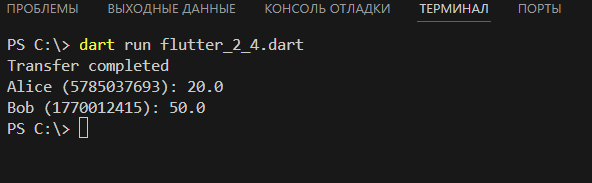 ПРОБЛЕМЫ ВЫХОДНЫЕ ДАННЫЕ КОНСОЛЬ ОТЛАДКИ ТЕРМИНАЛ ПОРТЫ
PS C:\> dart run flutter_2_4.dart
Transfer completed
Alice (5785037693): 20.0
Bob (1770012415): 50.0
PS C:\>